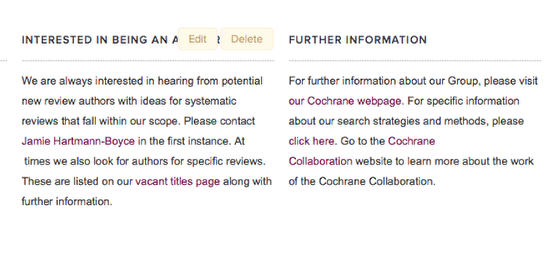 INTERESTED IN BEING AN A
Edit
Delete
We are always interested in hearing from potential
new review authors with ideas for systematic
reviews that fall within our scope. Please contact
Jamie Hartmann-Boyce in the first instance. At
times we also look for authors for specific reviews.
These are listed on our vacant titles page along with
further information.
FURTHER INFORMATION
For further information about our Group, please visit
our Cochrane webpage. For specific information
about our search strategies and methods, please
click here. Go to the Cochrane
Collaboration website to learn more about the work
of the Cochrane Collaboration.